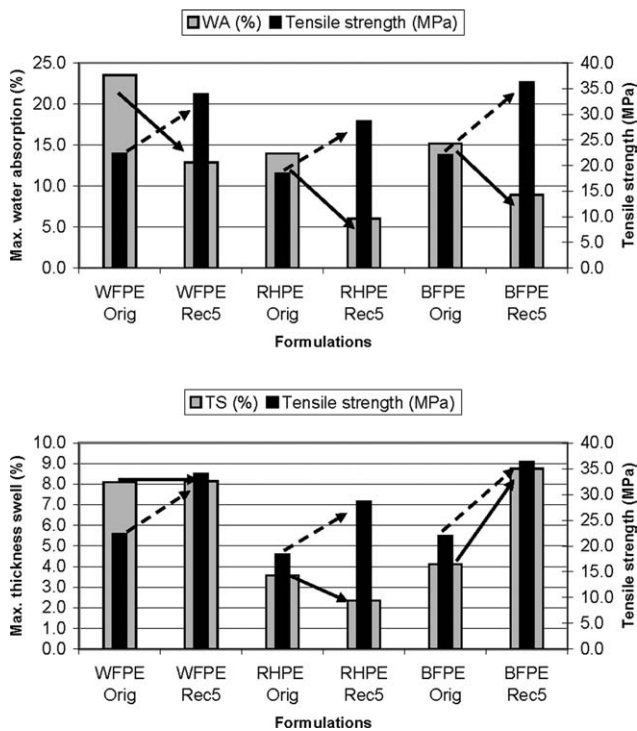 WA (%) Tensile strength (MPa)
25.0
20.0
15.0
10.0
5.0
0.0
Max. water absorption (%)
40.0
35.0
30.0
25.0
20.0
15.0
10.0
5.0
0.0
Tensile strength (MPa)
WFPE WFPE RHPE RHPE BFPE BFPE
Orig Rec5 Orig Rec5 Orig Rec5
Formulations
TS (%) Tensile strength (MPa)
10.0
9.0
8.0
7.0
6.0
5.0
4.0
3.0
2.0
1.0
0.0
Max. thickness swell (%)
40.0
35.0
30.0
25.0
20.0
15.0
10.0
5.0
0.0
Tensile strength (MPa)
WFPE WFPE RHPE RHPE BFPE BFPE
Orig Rec5 Orig Rec5 Orig Rec5
Formulations